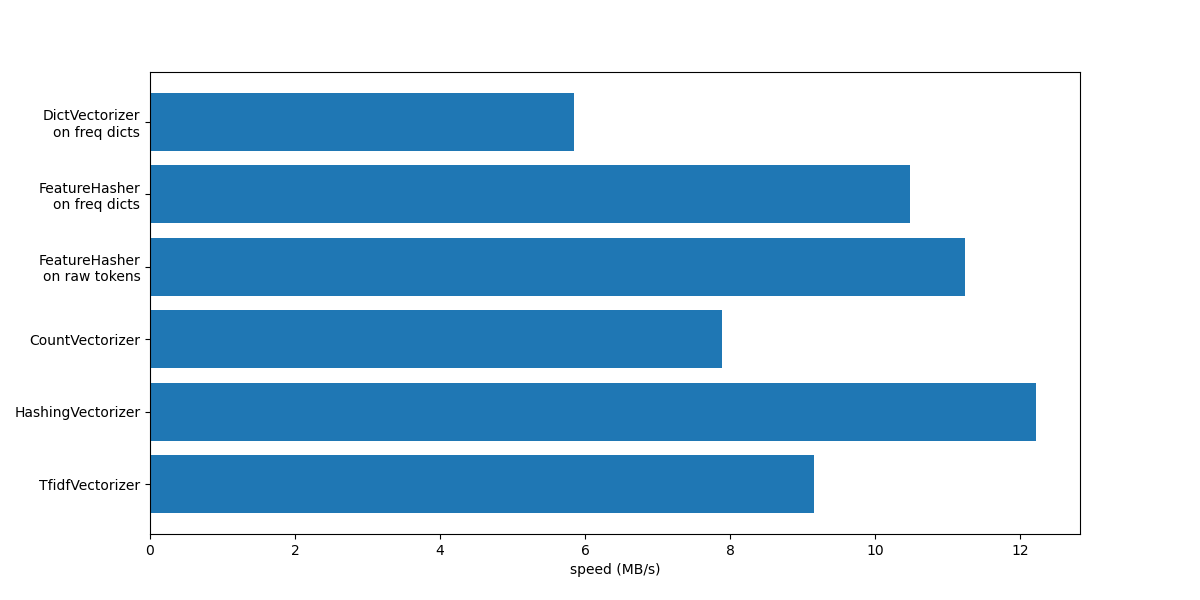 DictVectorizer
on freq dicts
FeatureHasher
on freq dicts
FeatureHasher
on raw tokens
CountVectorizer
HashingVectorizer
TfidfVectorizer
0 2 4 6 8 10 12
speed (MB/s)